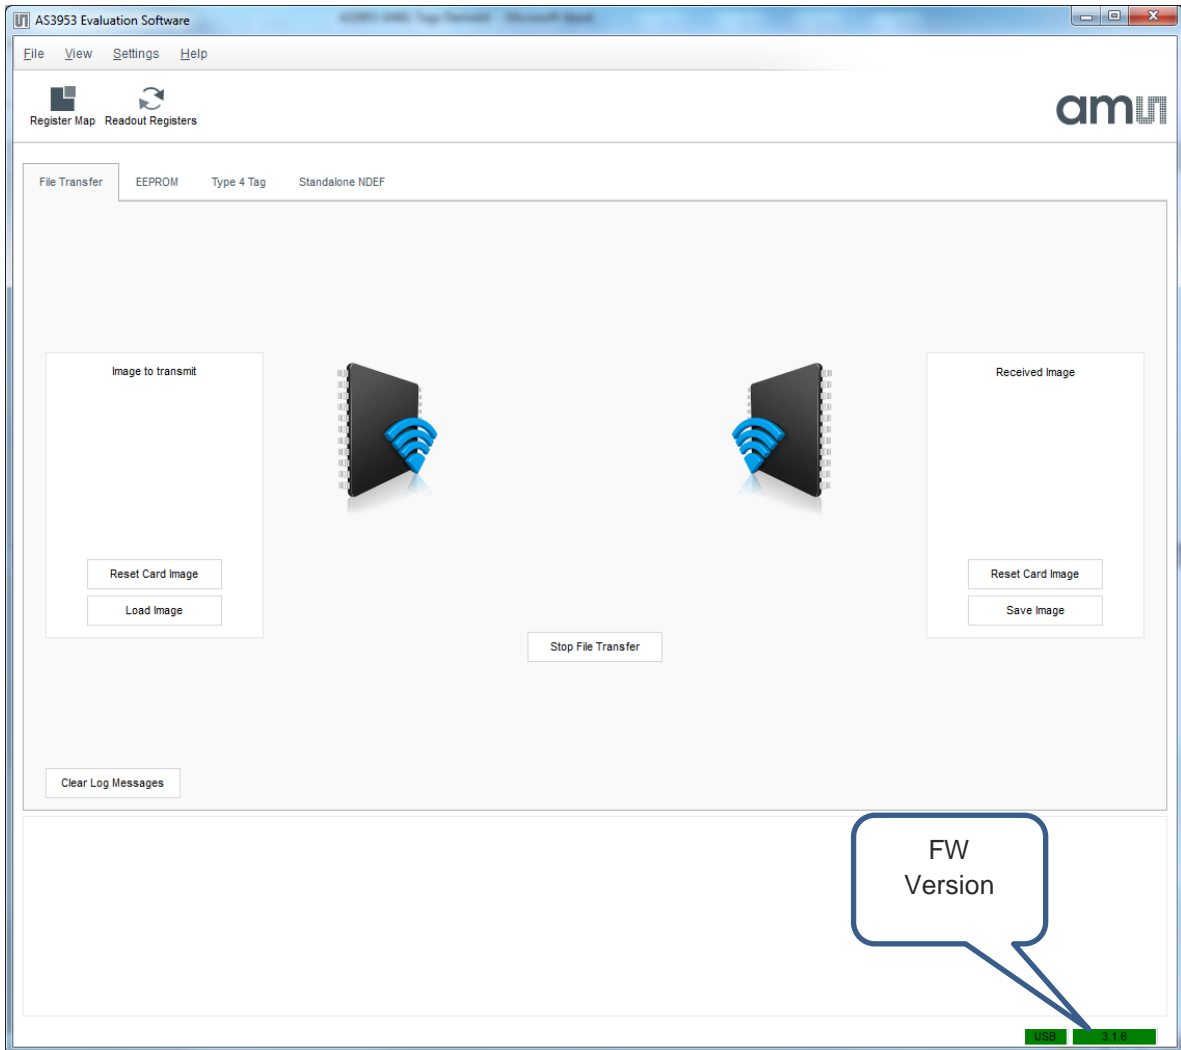 AS3953 Evaluation Software
File View Settings Help
Register Map Readout Registers
am
File Transfer EEPROM Type 4 Tag Standalone NDEF
Image to transmit
Received Image
Reset Card Image
Reset Card Image
Load Image
Save Image
Stop File Transfer
Clear Log Messages
FW
Version
USB 3.1.6